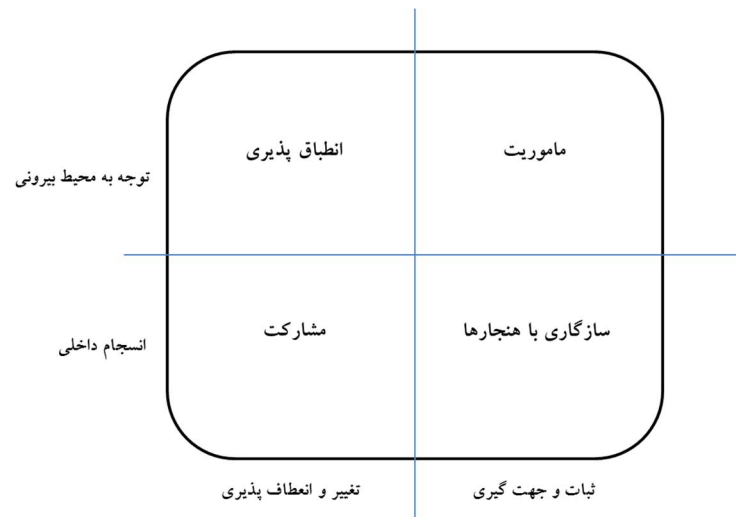 ماموریت
انطباق پذیری
توجه به محیط بیرونی
سازگاری با هنجارها
مشارکت
انسجام داخلی
ثبات و جهت گیری
تغییر و انعطاف پذیری